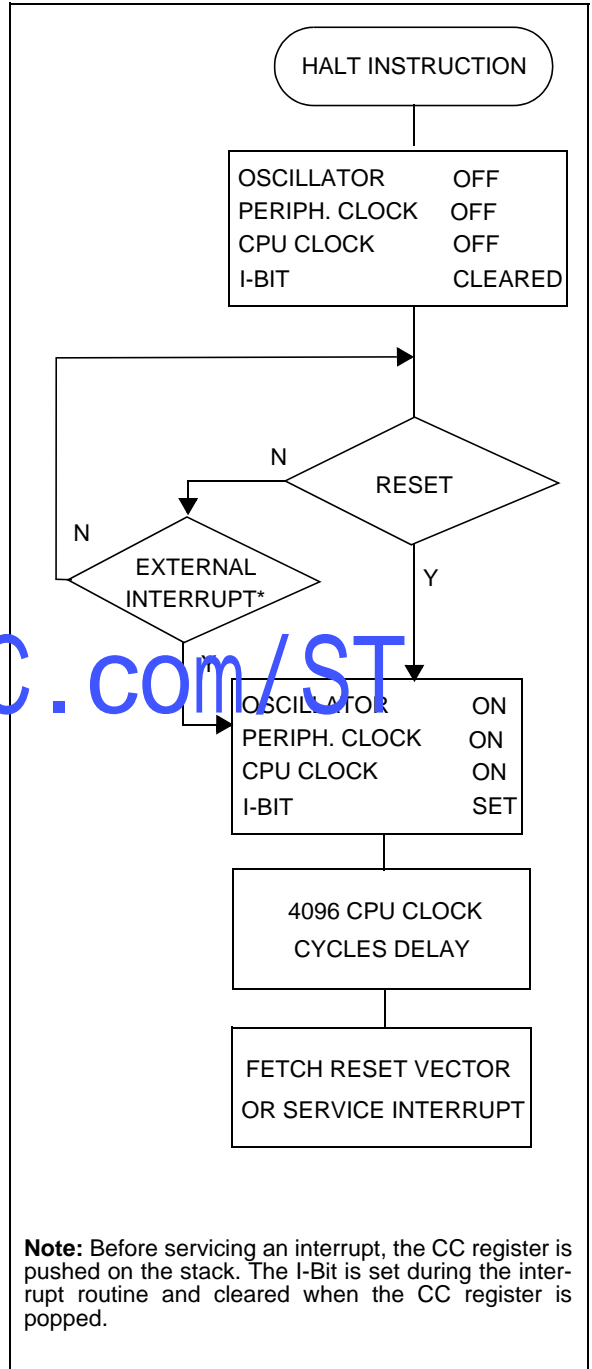 HALT INSTRUCTION
OSCILLATOR OFF
PERIPH. CLOCK OFF
CPU CLOCK OFF
I-BIT CLEARED
N
RESET
N
EXTERNAL
INTERRUPT*
Y
Y
C.com/ST
OSCILLATOR ON
PERIPH. CLOCK ON
CPU CLOCK ON
I-BIT SET
4096 CPU CLOCK
CYCLES DELAY
FETCH RESET VECTOR
OR SERVICE INTERRUPT
Note: Before servicing an interrupt, the CC register is
pushed on the stack. The I-Bit is set during the inter-
rupt routine and cleared when the CC register is
popped.